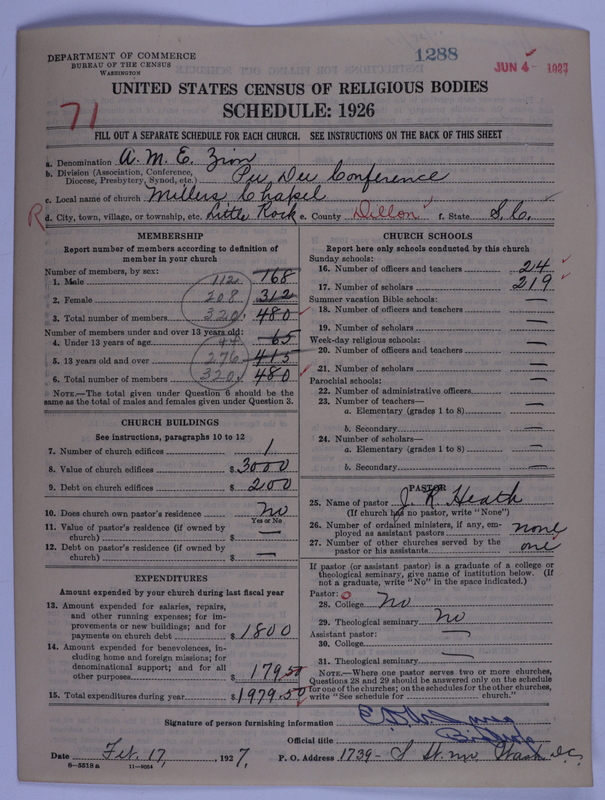 DEPARTMENT OF COMMERCE
BUREAU OF THE CENSUS
WASHINGTON
1288
JUN 4 - 1927
UNITED STATES CENSUS OF RELIGIOUS BODIES
SCHEDULE: 1926
71
FILL OUT A SEPARATE SCHEDULE FOR EACH CHURCH. SEE INSTRUCTIONS ON THE BACK OF THIS SHEET
a. Denomination A. M. E. Zion
b. Division (Association, Conference, Diocese, Presbytery, Synod, etc.) Pee Dee Conference
c. Local name of church Millers Chapel
R d. City, town, village, or township, etc. Little Rock e. County Dillon f. State S.C.
MEMBERSHIP
Report number of members according to definition of
member in your church
Number of members, by sex:
1. Male 112 168
2. Female 208 312
3. Total number of members 320 480
Number of members under and over 13 years old:
4. Under 13 years of age 44 65
5. 13 years old and over 276 415
6. Total number of members 320 480
NOTE.—The total given under Question 6 should be the
same as the total of males and females given under Question 3.
CHURCH BUILDINGS
See instructions, paragraphs 10 to 12
7. Number of church edifices 1
8. Value of church edifices $ 3000
9. Debt on church edifices $ 200
10. Does church own pastor's residence No
Yes or No
11. Value of pastor's residence (if owned by
church) $ —
12. Debt on pastor's residence (if owned by
church) $ —
EXPENDITURES
Amount expended by your church during last fiscal year
13. Amount expended for salaries, repairs,
and other running expenses; for im-
provements or new buildings; and for
payments on church debt $ 1800
14. Amount expended for benevolences, in-
cluding home and foreign missions; for
denominational support; and for all
other purposes 179.50
15. Total expenditures during year $ 1979.50
CHURCH SCHOOLS
Report here only schools conducted by this church
Sunday schools:
16. Number of officers and teachers 24
17. Number of scholars 219
Summer vacation Bible schools:
18. Number of officers and teachers —
19. Number of scholars —
Week-day religious schools:
20. Number of officers and teachers —
21. Number of scholars —
Parochial schools:
22. Number of administrative officers —
23. Number of teachers—
a. Elementary (grades 1 to 8) —
b. Secondary —
24. Number of scholars—
a. Elementary (grades 1 to 8) —
b. Secondary —
PASTOR
25. Name of pastor J. R. Heath
(If church has no pastor, write "None")
26. Number of ordained ministers, if any, em-
ployed as assistant pastors none
27. Number of other churches served by the
pastor or his assistants one
If pastor (or assistant pastor) is a graduate of a college or
theological seminary, give name of institution below. (If
not a graduate, write "No" in the space indicated.)
Pastor: 0
28. College No
29. Theological seminary No
Assistant pastor:
30. College —
31. Theological seminary —
NOTE.—Where one pastor serves two or more churches,
Questions 28 and 29 should be answered only on the schedule
for one of the churches; on the schedules for the other churches,
write "See schedule for church."
Signature of person furnishing information
Official title Bishop
Date Feb. 17, 1927. P. O. Address 1739- S St. nw Wash D.C.
8-5518 a 11-9064